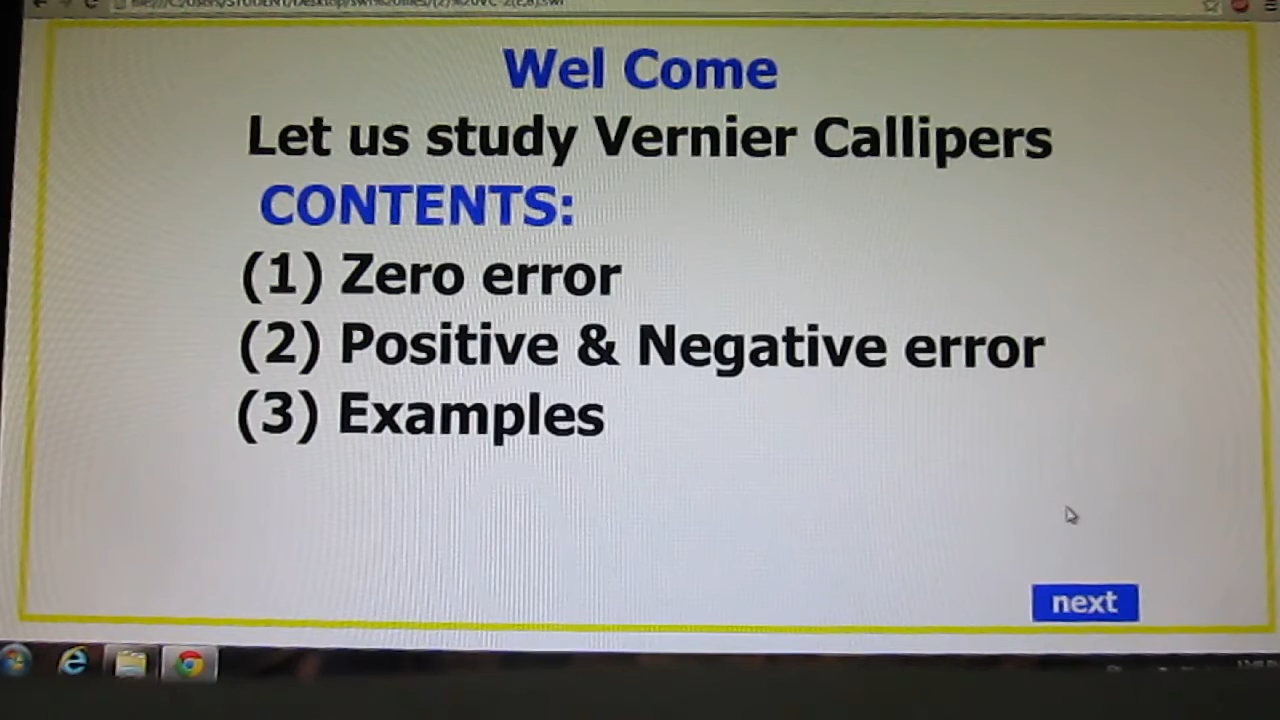 Wel Come
Let us study Vernier Callipers
CONTENTS:
(1) Zero error
(2) Positive & Negative error
(3) Examples
next